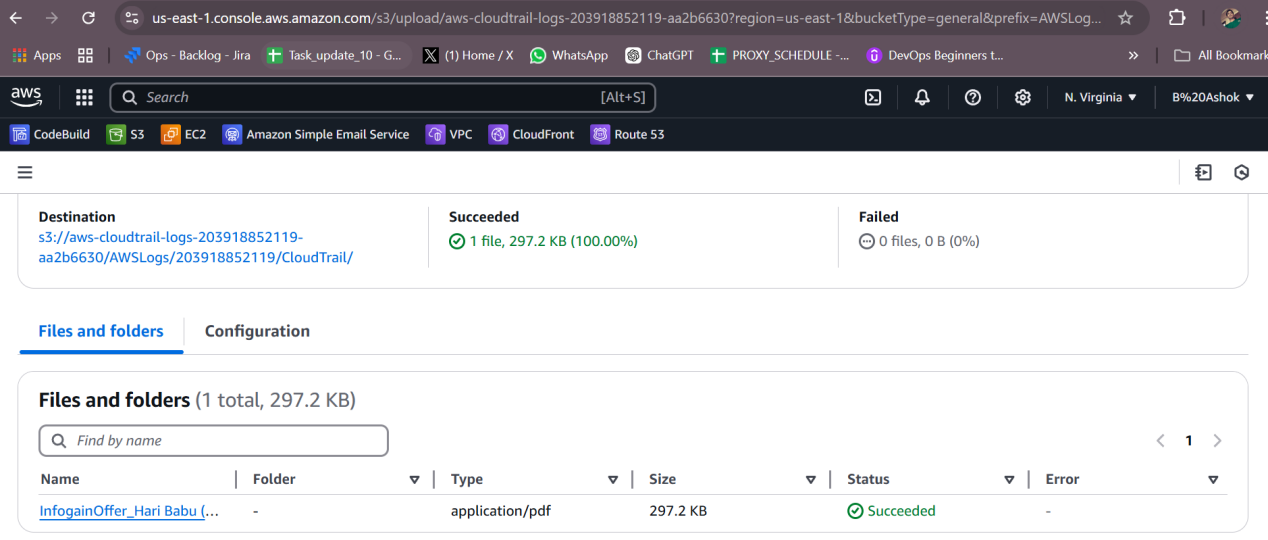 us-east-1.console.aws.amazon.com/s3/upload/aws-cloudtrail-logs-203918852119-aa2b6630?region=us-east-1&bucketType=general&prefix=AWSLog...
Apps Ops - Backlog - Jira Task_update_10 - G... (1) Home / X WhatsApp ChatGPT PROXY_SCHEDULE -... DevOps Beginners t... » All Bookmark
aws Search [Alt+S] N. Virginia B%20Ashok
CodeBuild S3 EC2 Amazon Simple Email Service VPC CloudFront Route 53
Destination Succeeded Failed
s3://aws-cloudtrail-logs-203918852119- 1 file, 297.2 KB (100.00%) 0 files, 0 B (0%)
aa2b6630/AWSLogs/203918852119/CloudTrail/
Files and folders Configuration
Files and folders (1 total, 297.2 KB)
Find by name 1
Name Folder Type Size Status Error
InfogainOffer_Hari Babu (... - application/pdf 297.2 KB Succeeded -